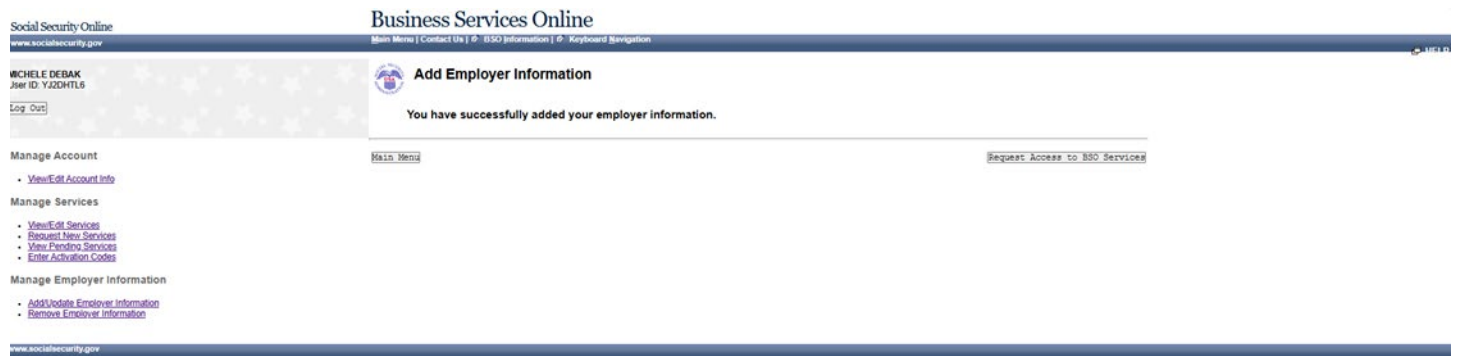 Social Security Online
www.socialsecurity.gov
Business Services Online
Main Menu | Contact Us | BSO Information | Keyboard Navigation
HELP
MICHELE DEBAK
User ID: YJ2DHTL6
Log Out
Add Employer Information
You have successfully added your employer information.
Main Menu
Request Access to BSO Services
Manage Account
View/Edit Account Info
Manage Services
View/Edit Services
Request New Services
View Pending Services
Enter Activation Codes
Manage Employer Information
Add/Update Employer Information
Remove Employer Information
www.socialsecurity.gov